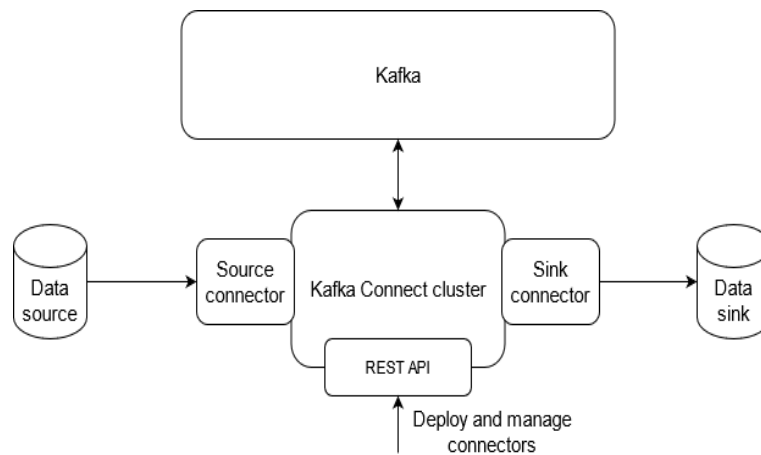 Kafka
Data
source
Source
connector
Kafka Connect cluster
Sink
connector
Data
sink
REST API
Deploy and manage
connectors